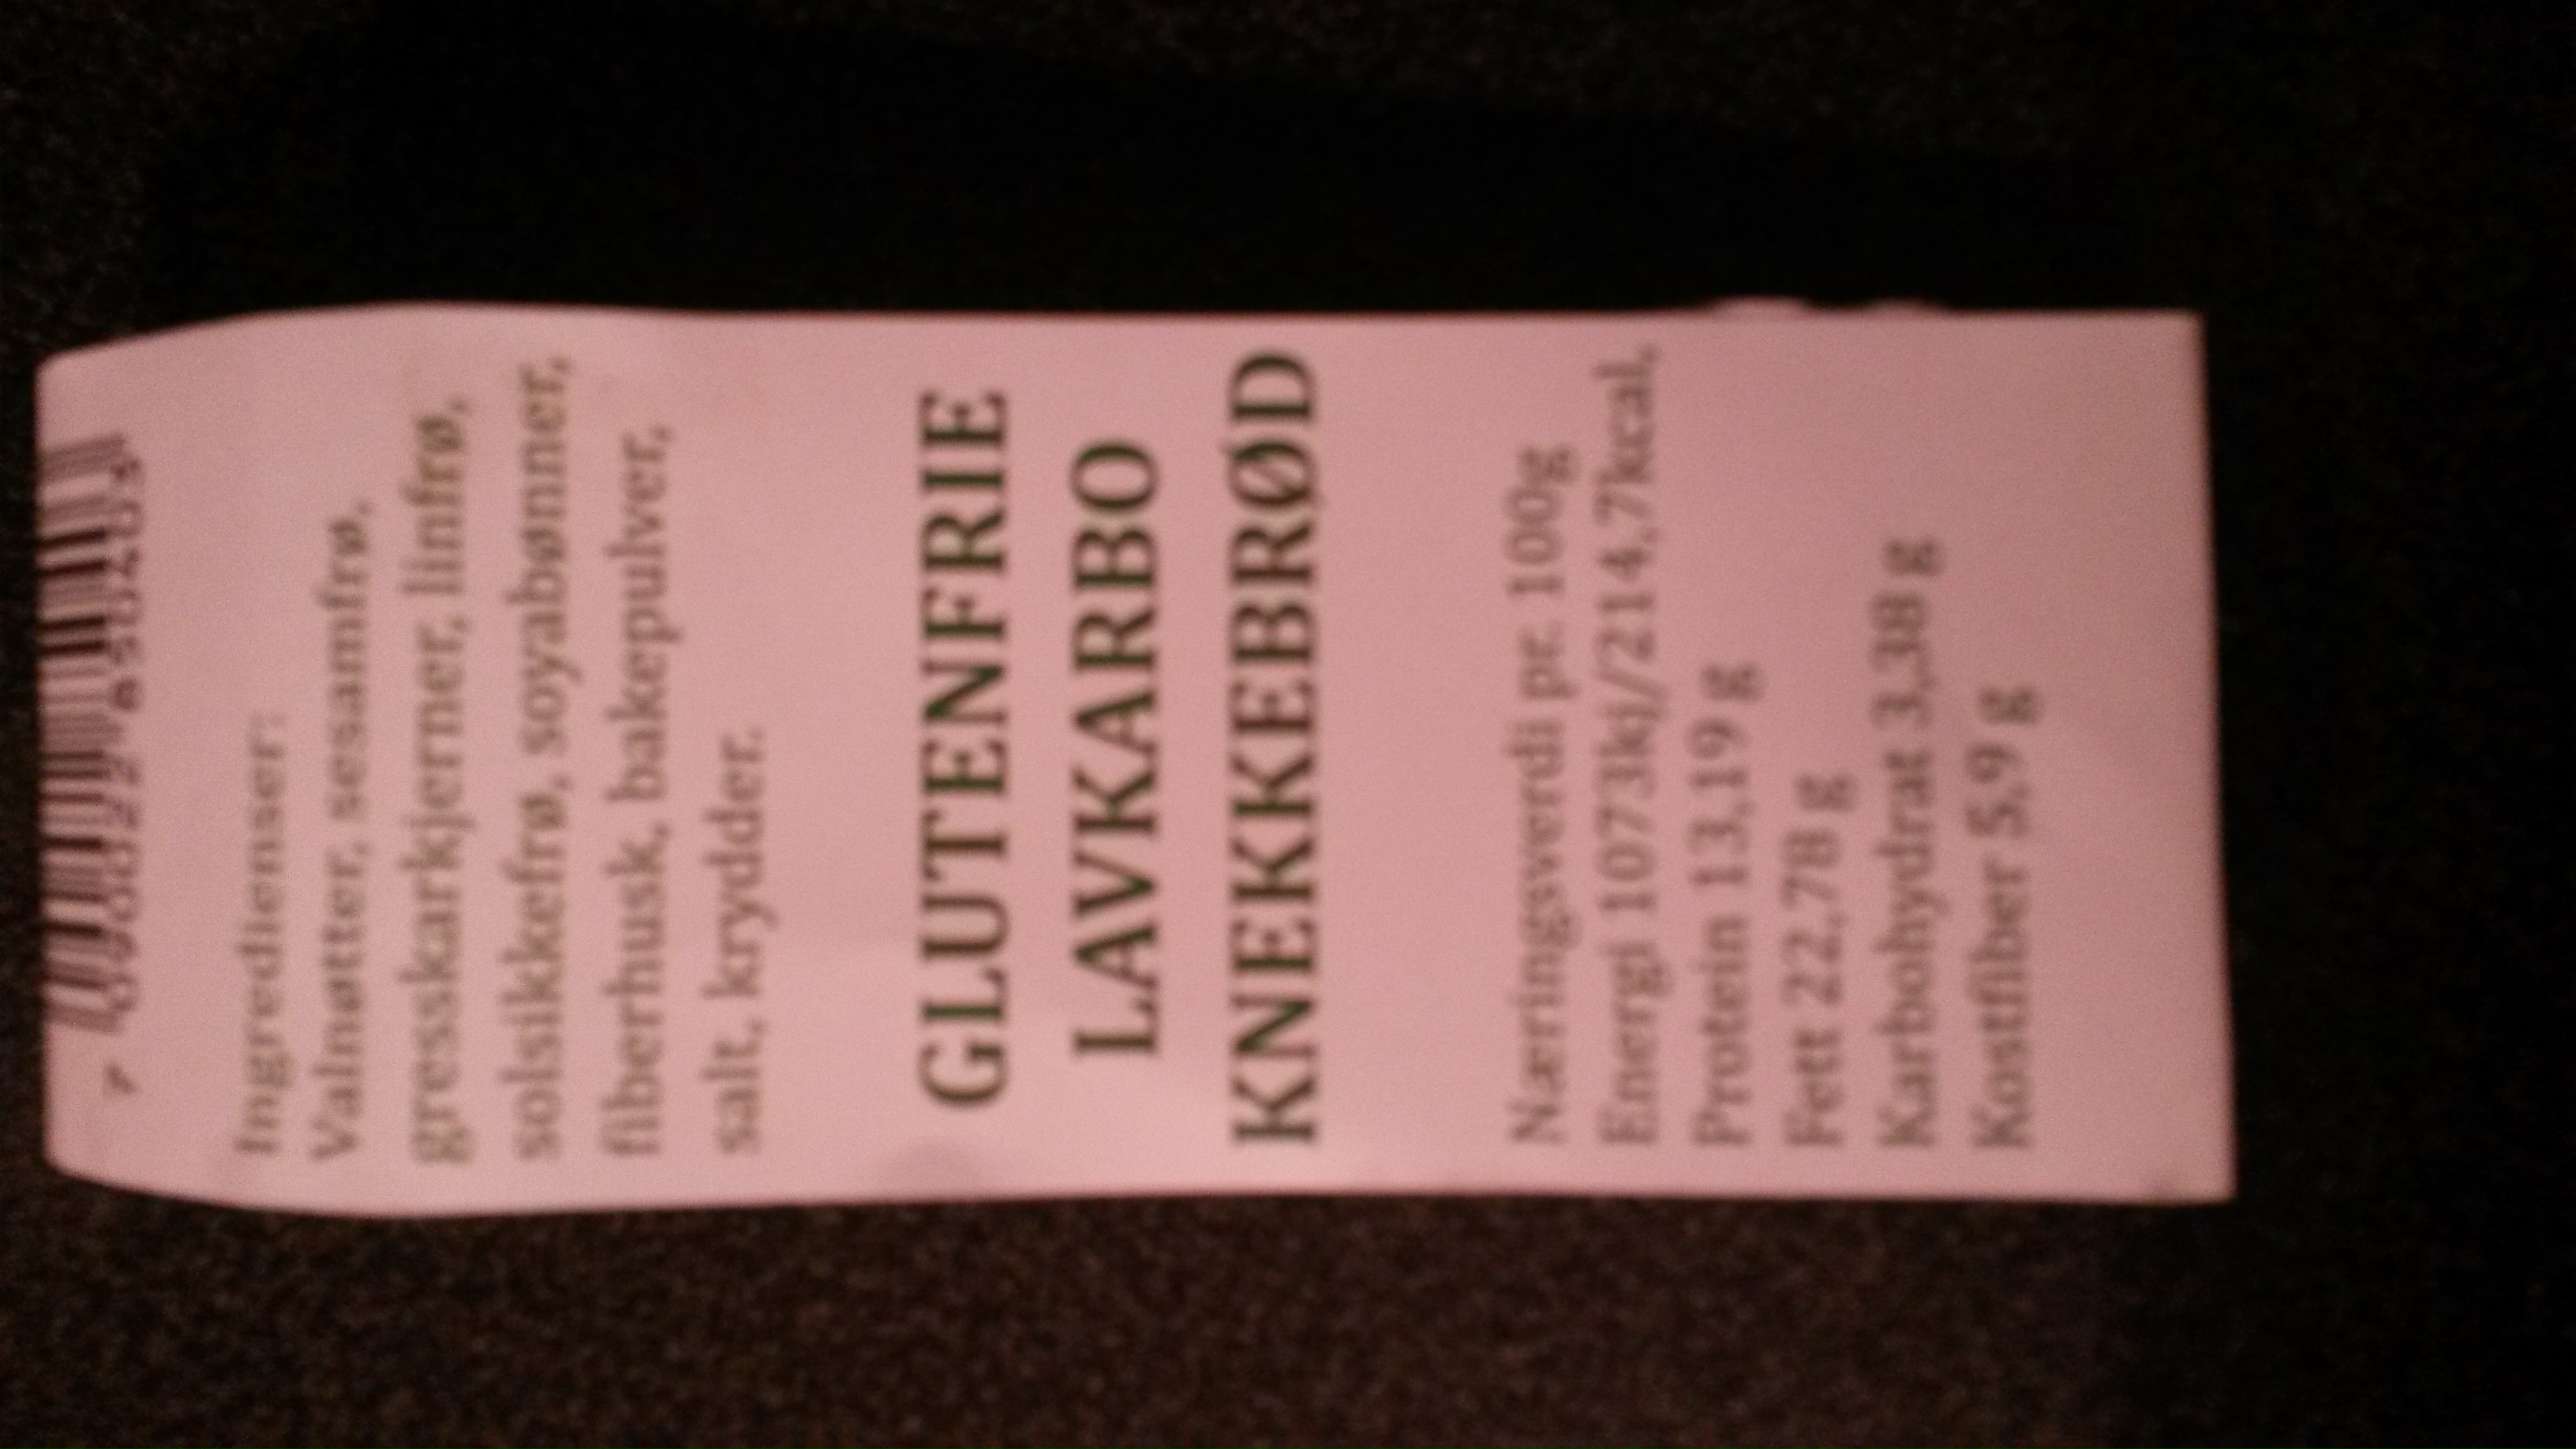 Ingredienser:
Valnøtter, sesamfrø,
gresskarkjerner, linfrø,
solsikkefrø, soyabønner,
fiberhusk, bakepulver,
salt, krydder.
GLUTENFRIE
LAVKARBO
KNEKKEBRØD
Næringsverdi pr. 100g
Energi 1073kj/214,7kcal,
Protein 13,19 g
Fett 22,78 g
Karbohydrat 3,38 g
Kostfiber 5,9 g